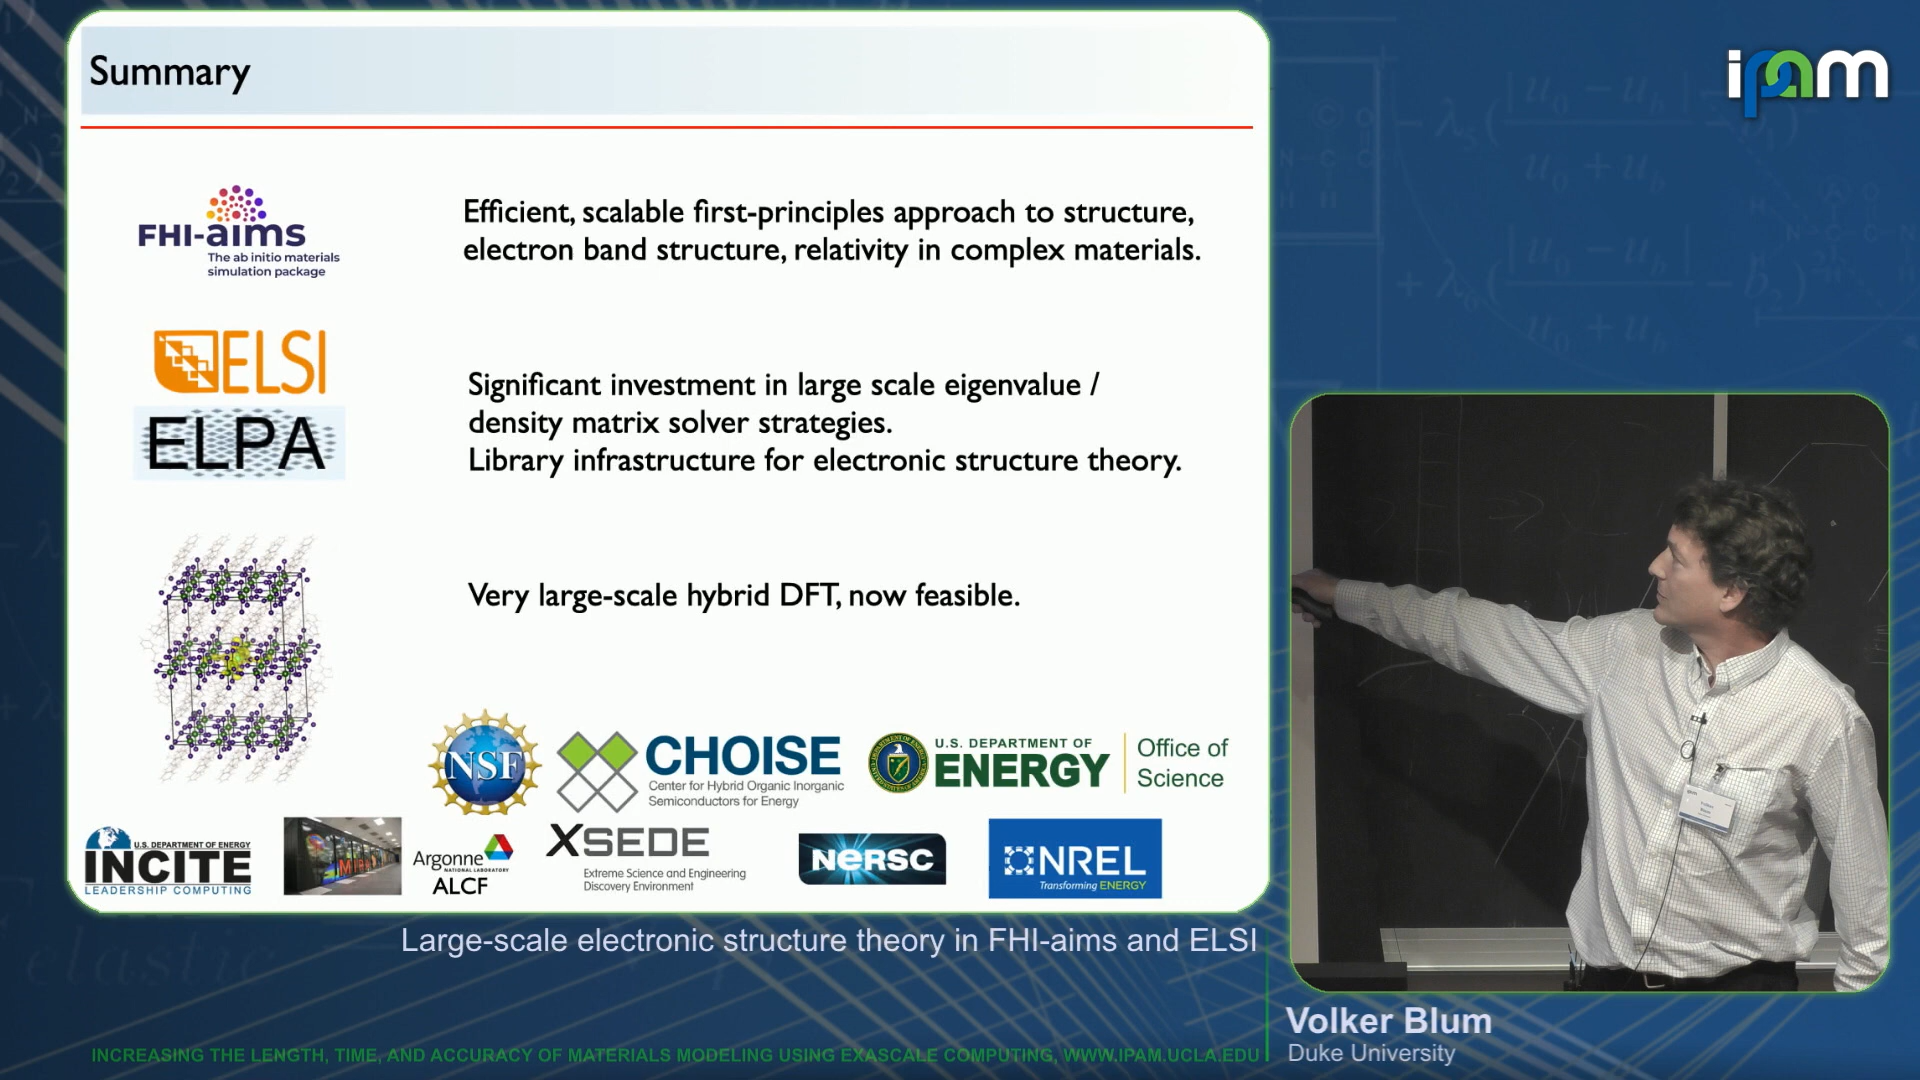 Summary
ipam
FHI-aims
The ab initio materials
simulation package
Efficient, scalable first-principles approach to structure,
electron band structure, relativity in complex materials.
ELSI
ELPA
Significant investment in large scale eigenvalue /
density matrix solver strategies.
Library infrastructure for electronic structure theory.
Very large-scale hybrid DFT, now feasible.
NSF
CHOISE
Center for Hybrid Organic Inorganic
Semiconductors for Energy
U.S. DEPARTMENT OF
ENERGY
Office of
Science
U.S. DEPARTMENT OF ENERGY
INCITE
LEADERSHIP COMPUTING
Argonne
NATIONAL LABORATORY
ALCF
XSEDE
Extreme Science and Engineering
Discovery Environment
NERSC
NREL
Transforming ENERGY
Large-scale electronic structure theory in FHI-aims and ELSI
Volker Blum
Duke University
INCREASING THE LENGTH, TIME, AND ACCURACY OF MATERIALS MODELING USING EXASCALE COMPUTING, WWW.IPAM.UCLA.EDU